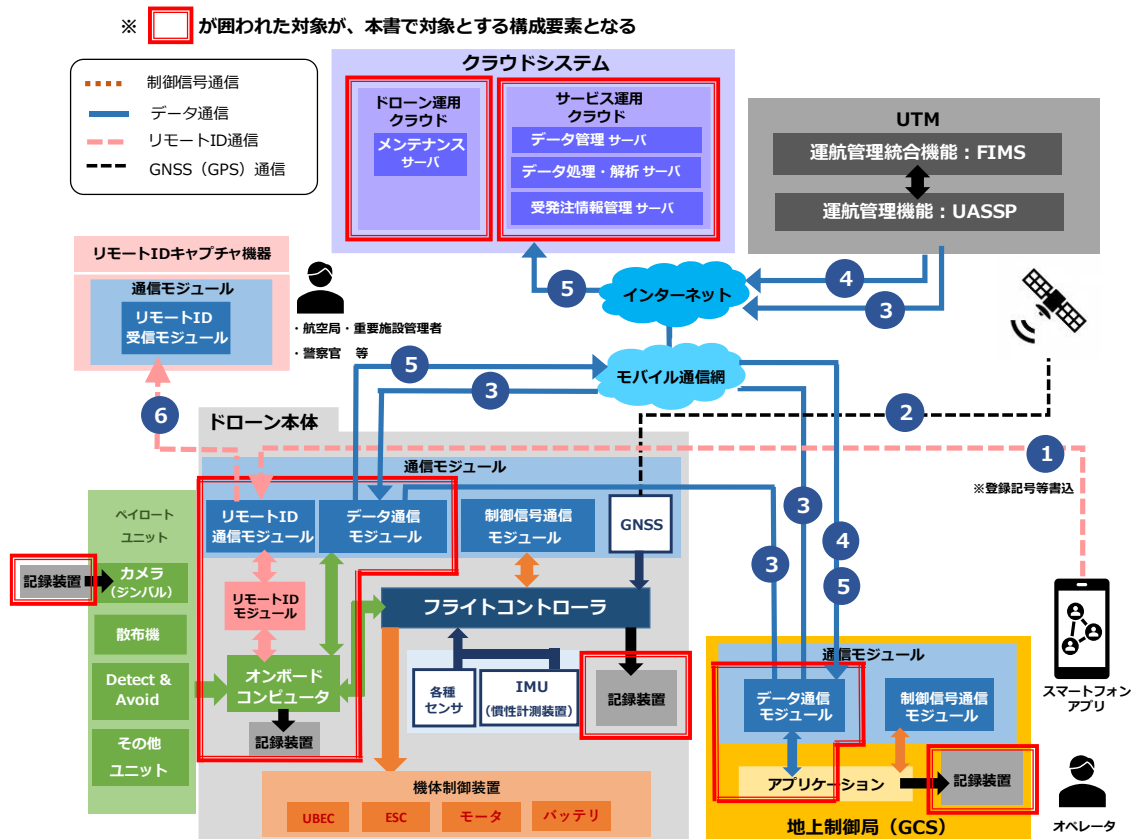 ※ が囲われた対象が、本書で対象とする構成要素となる
制御信号通信
データ通信
リモートID通信
GNSS（GPS）通信
クラウドシステム
ドローン運用
クラウド
メンテナンス
サーバ
サービス運用
クラウド
データ管理 サーバ
データ処理・解析 サーバ
受発注情報管理 サーバ
UTM
運航管理統合機能：FIMS
運航管理機能：UASSP
リモートIDキャプチャ機器
通信モジュール
リモートID
受信モジュール
・航空局・重要施設管理者
・警察官 等
インターネット
モバイル通信網
5
4
3
5
3
6
2
1
※登録記号等書込
ドローン本体
通信モジュール
リモートID
通信モジュール
データ通信
モジュール
制御信号通信
モジュール
GNSS
3
4
3
5
ペイロート
ユニット
記録装置
カメラ
（ジンバル）
散布機
Detect &
Avoid
その他
ユニット
リモートID
モジュール
オンボード
コンピュータ
記録装置
フライトコントローラ
各種
センサ
IMU
（慣性計測装置）
記録装置
機体制御装置
UBEC
ESC
モータ
バッテリ
通信モジュール
データ通信
モジュール
制御信号通信
モジュール
アプリケーション
記録装置
地上制御局（GCS）
スマートフォン
アプリ
オペレータ